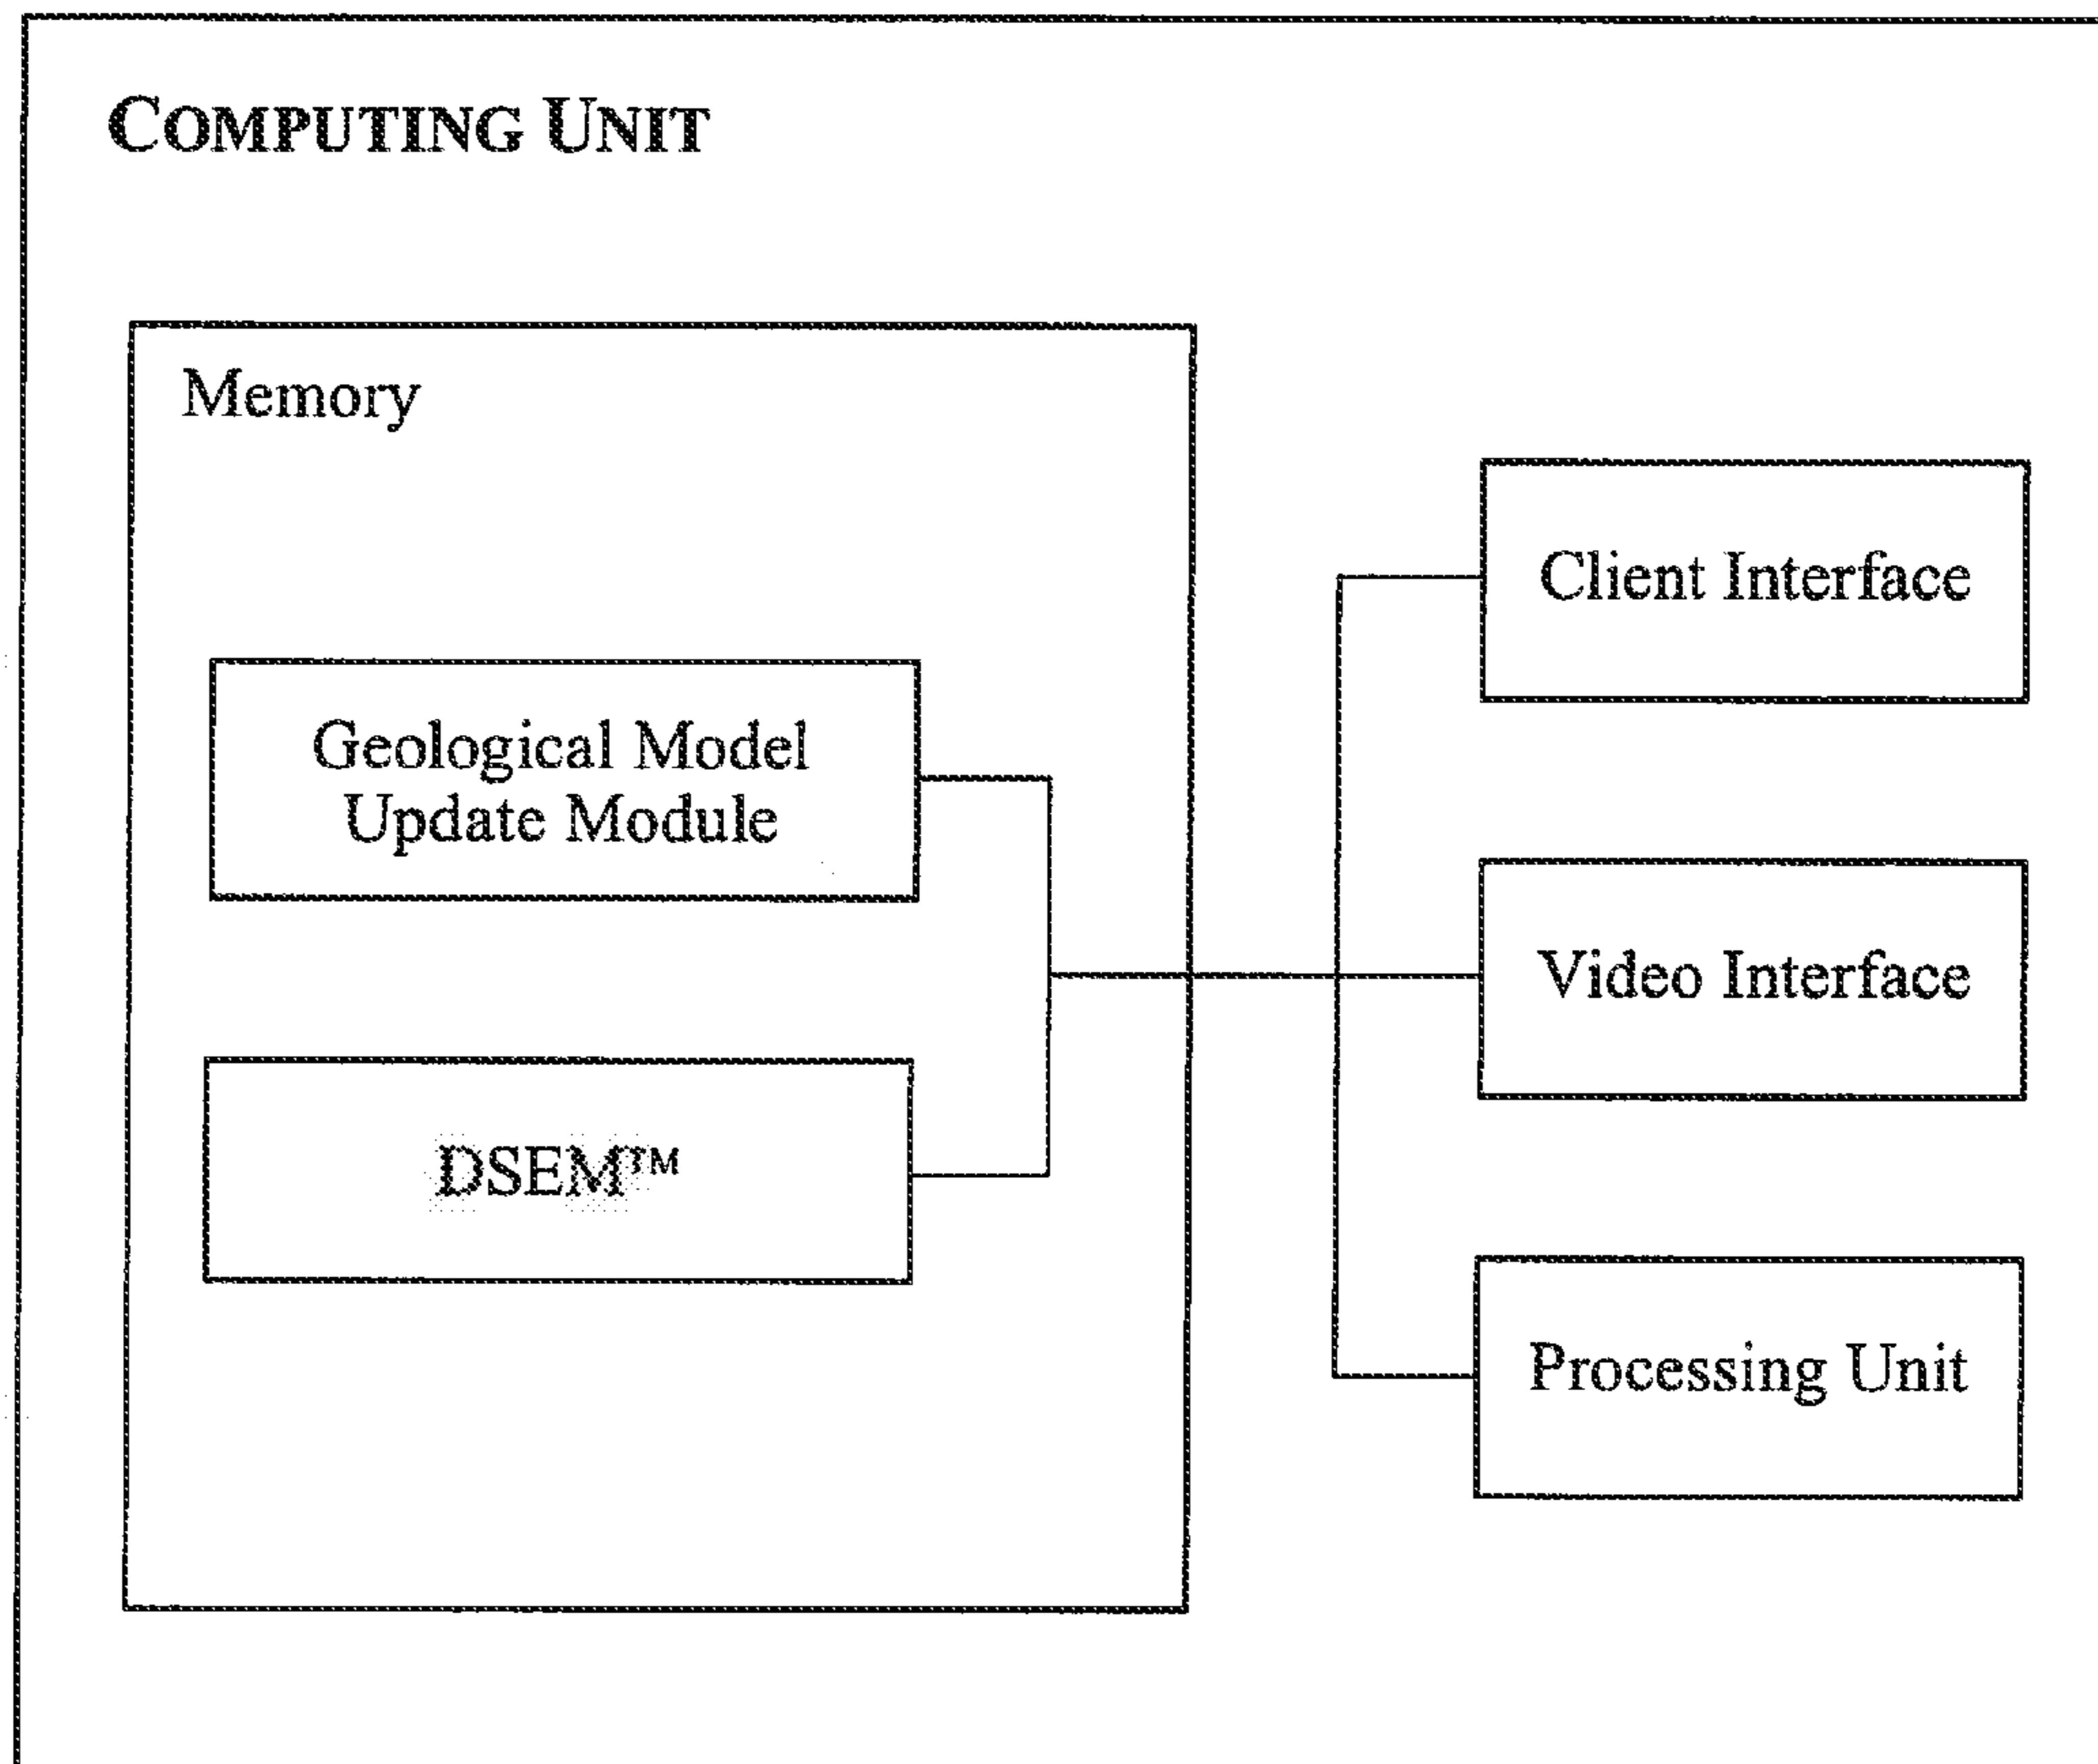 COMPUTING UNIT
Memory
Geological Model
Update Module
DSEM™
Client Interface
Video Interface
Processing Unit